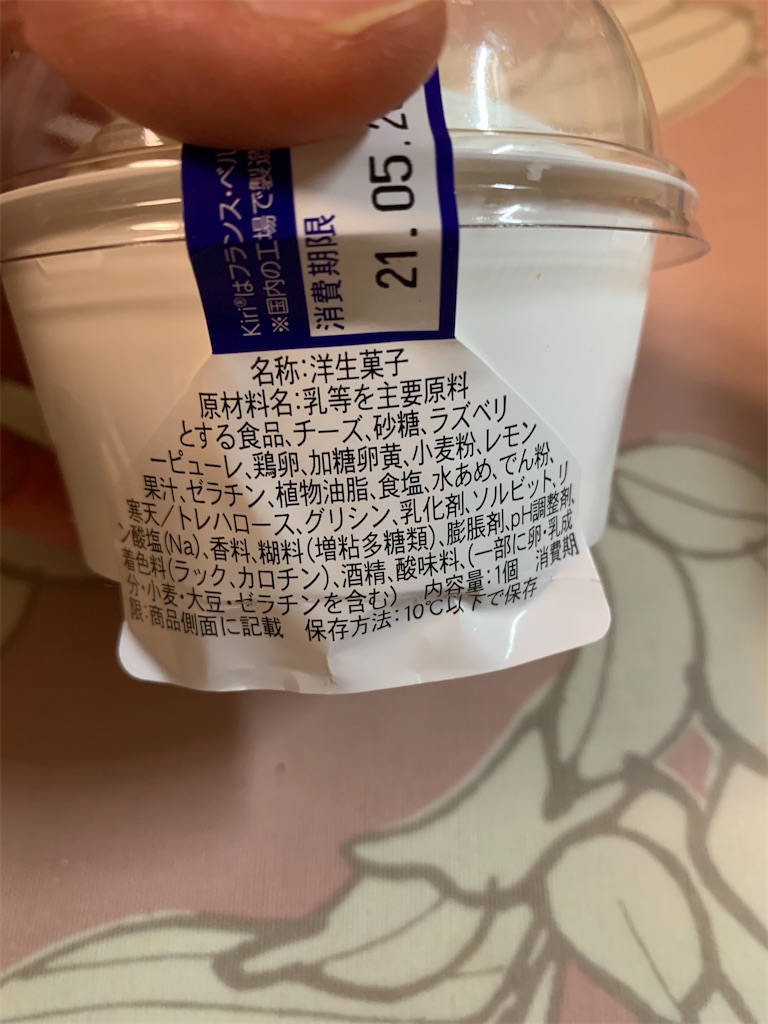 Kiri®はフランス・ベル
※国内の工場で製造
消費期限
21.05.2
名称:洋生菓子
原材料名:乳等を主要原料
とする食品、チーズ、砂糖、ラズベリ
ーピューレ、鶏卵、加糖卵黄、小麦粉、レモン
果汁、ゼラチン、植物油脂、食塩、水あめ、でん粉、
寒天/トレハロース、グリシン、乳化剤、ソルビット、リ
ン酸塩(Na)、香料、糊料(増粘多糖類)、膨脹剤、pH調整剤、
着色料(ラック、カロチン)、酒精、酸味料、(一部に卵・乳成
分・小麦・大豆・ゼラチンを含む) 内容量:1個 消費期
限:商品側面に記載 保存方法:10℃以下で保存